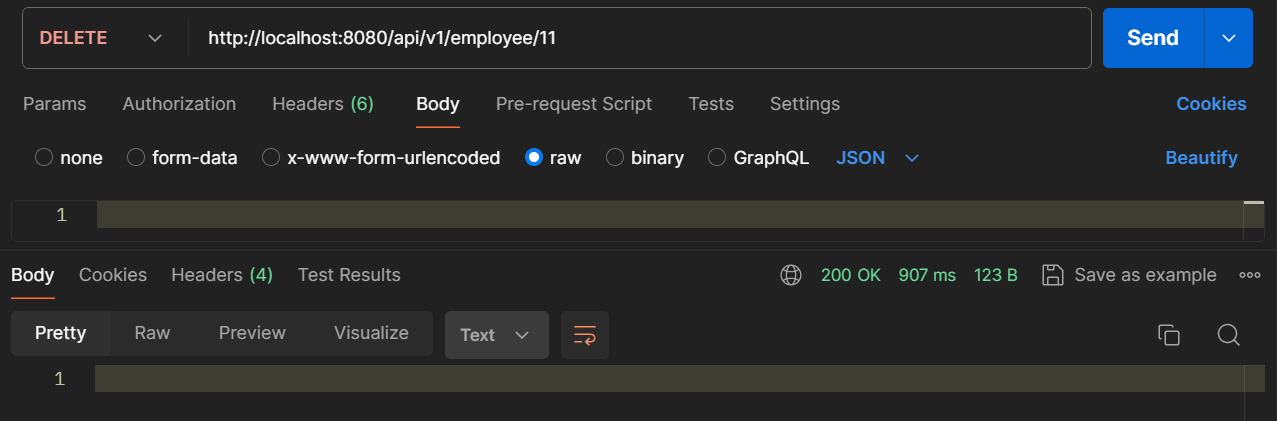 DELETE http://localhost:8080/api/v1/employee/11 Send
Params Authorization Headers (6) Body Pre-request Script Tests Settings Cookies
none form-data x-www-form-urlencoded raw binary GraphQL JSON Beautify
1
Body Cookies Headers (4) Test Results 200 OK 907 ms 123 B Save as example
Pretty Raw Preview Visualize Text
1